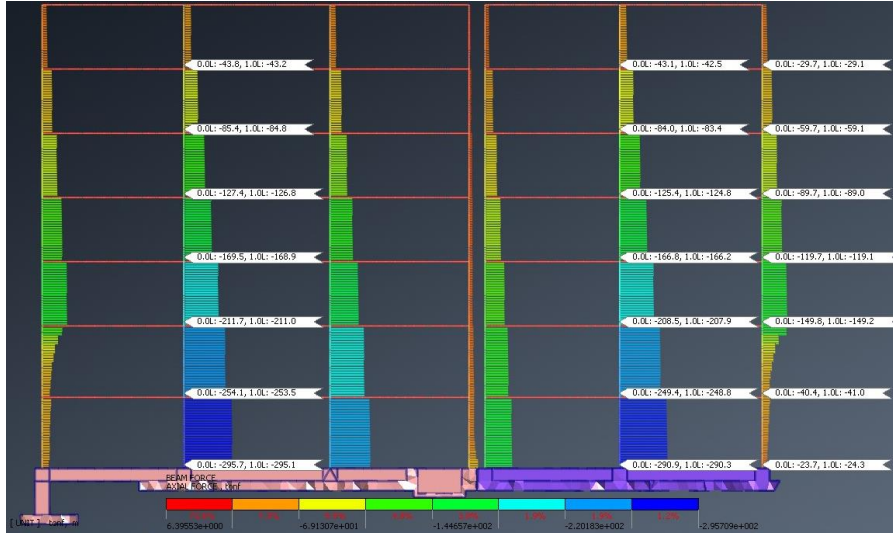 0.0L: -43.8, 1.0L: -43.2
0.0L: -43.1, 1.0L: -42.5
0.0L: -29.7, 1.0L: -29.1
0.0L: -85.4, 1.0L: -84.8
0.0L: -84.0, 1.0L: -83.4
0.0L: -59.7, 1.0L: -59.1
0.0L: -127.4, 1.0L: -126.8
0.0L: -125.4, 1.0L: -124.8
0.0L: -89.7, 1.0L: -89.0
0.0L: -169.5, 1.0L: -168.9
0.0L: -166.8, 1.0L: -166.2
0.0L: -119.7, 1.0L: -119.1
0.0L: -211.7, 1.0L: -211.0
0.0L: -208.5, 1.0L: -207.9
0.0L: -149.8, 1.0L: -149.2
0.0L: -254.1, 1.0L: -253.5
0.0L: -249.4, 1.0L: -248.8
0.0L: -40.4, 1.0L: -41.0
0.0L: -295.7, 1.0L: -295.1
0.0L: -290.9, 1.0L: -290.3
0.0L: -23.7, 1.0L: -24.3
BEAM FORCE
AXIAL FORCE , tonf
[ UNIT ] tonf, m
6.39553e+000
-6.91307e+001
-1.44657e+002
-2.20183e+002
-2.95709e+002